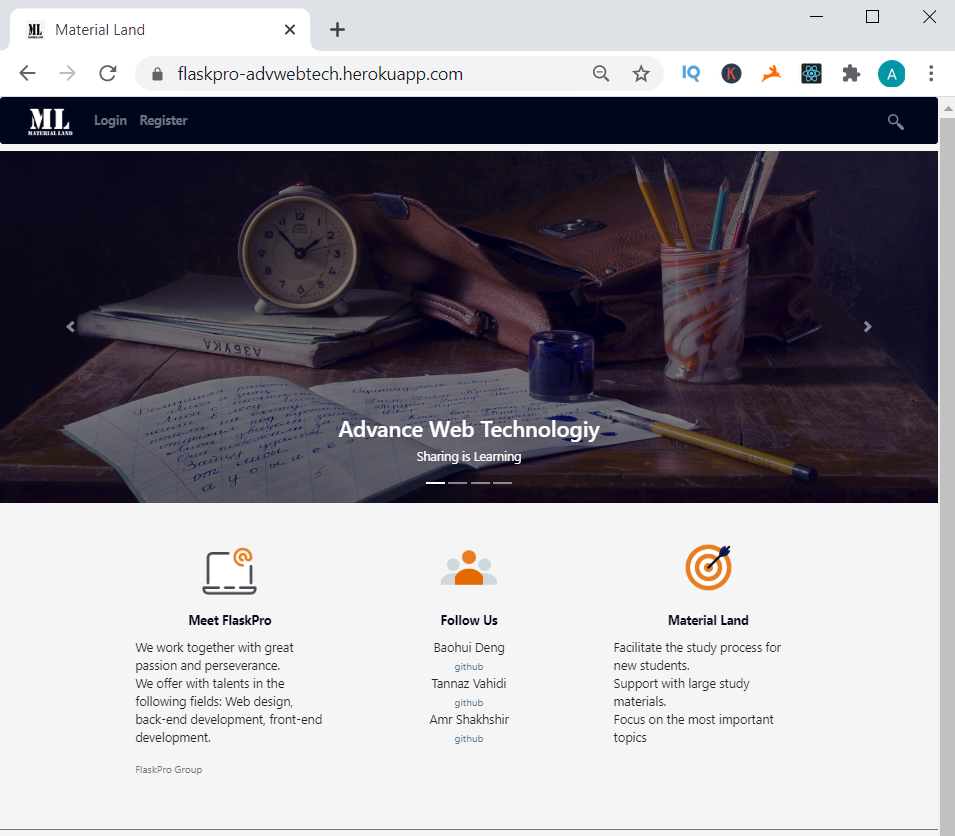 Material Land
flaskpro-advwebtech.herokuapp.com
IQ
K
A
ML
MATERIAL LAND
Login
Register
АЗБУКА
Advance Web Technologiy
Sharing is Learning
Meet FlaskPro
We work together with great
passion and perseverance.
We offer with talents in the
following fields: Web design,
back-end development, front-end
development.
FlaskPro Group
Follow Us
Baohui Deng
github
Tannaz Vahidi
github
Amr Shakhshir
github
Material Land
Facilitate the study process for
new students.
Support with large study
materials.
Focus on the most important
topics